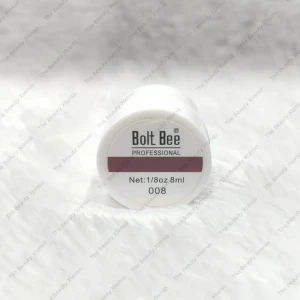 Bolt Bee®
PROFESSIONAL
Net:1/8oz.8ml
008